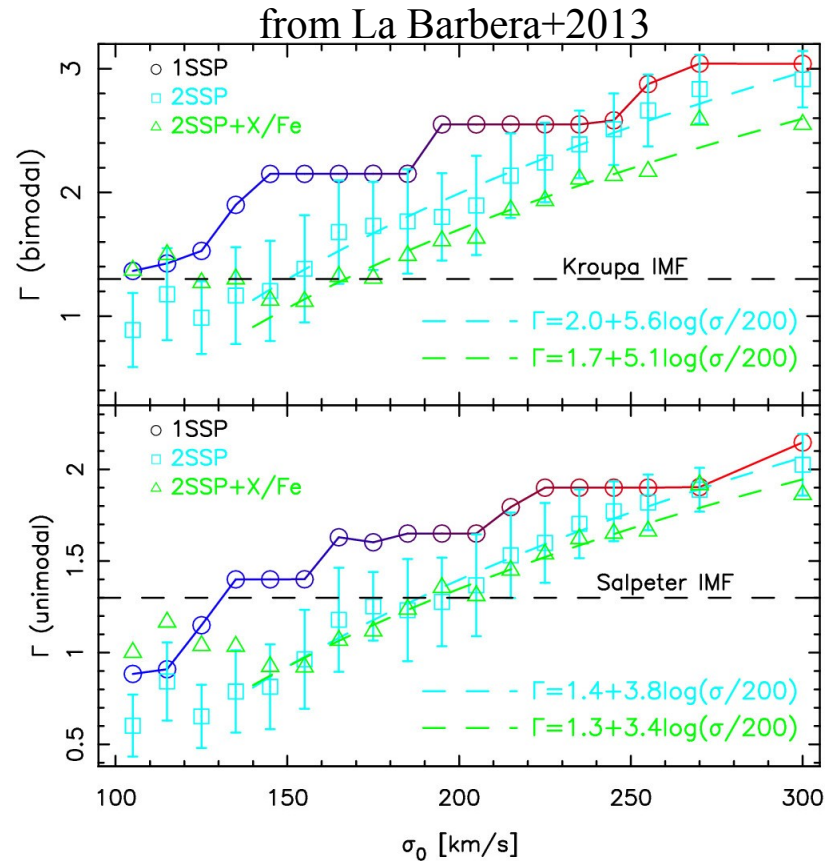 from La Barbera+2013
3
2
1
Γ (bimodal)
1SSP
2SSP
2SSP+X/Fe
Kroupa IMF
Γ=2.0+5.6log(σ/200)
Γ=1.7+5.1log(σ/200)
2
1.5
1
0.5
Γ (unimodal)
1SSP
2SSP
2SSP+X/Fe
Salpeter IMF
Γ=1.4+3.8log(σ/200)
Γ=1.3+3.4log(σ/200)
100 150 200 250 300
σ₀ [km/s]